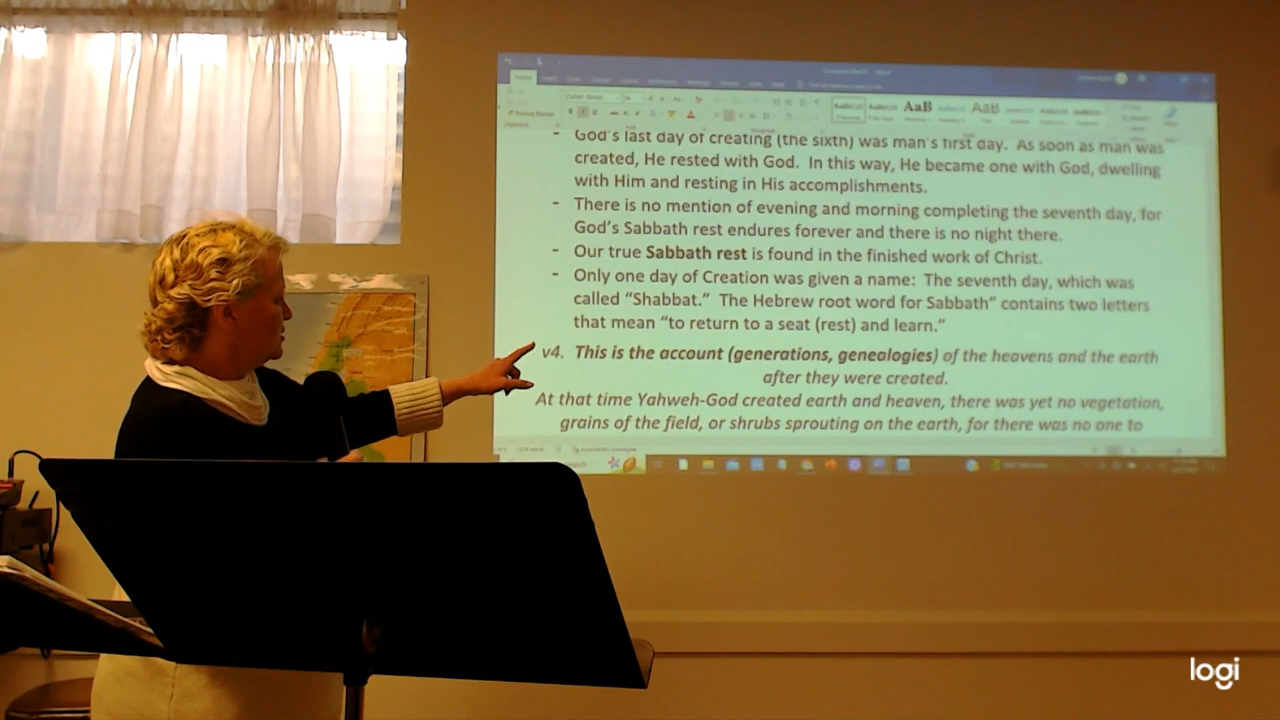 - God's last day of creating (the sixth) was man's first day. As soon as man was
created, He rested with God. In this way, He became one with God, dwelling
with Him and resting in His accomplishments.
- There is no mention of evening and morning completing the seventh day, for
God's Sabbath rest endures forever and there is no night there.
- Our true Sabbath rest is found in the finished work of Christ.
- Only one day of Creation was given a name: The seventh day, which was
called "Shabbat." The Hebrew root word for Sabbath" contains two letters
that mean "to return to a seat (rest) and learn."
v4. This is the account (generations, genealogies) of the heavens and the earth
after they were created.
At that time Yahweh-God created earth and heaven, there was yet no vegetation,
grains of the field, or shrubs sprouting on the earth, for there was no one to
logi